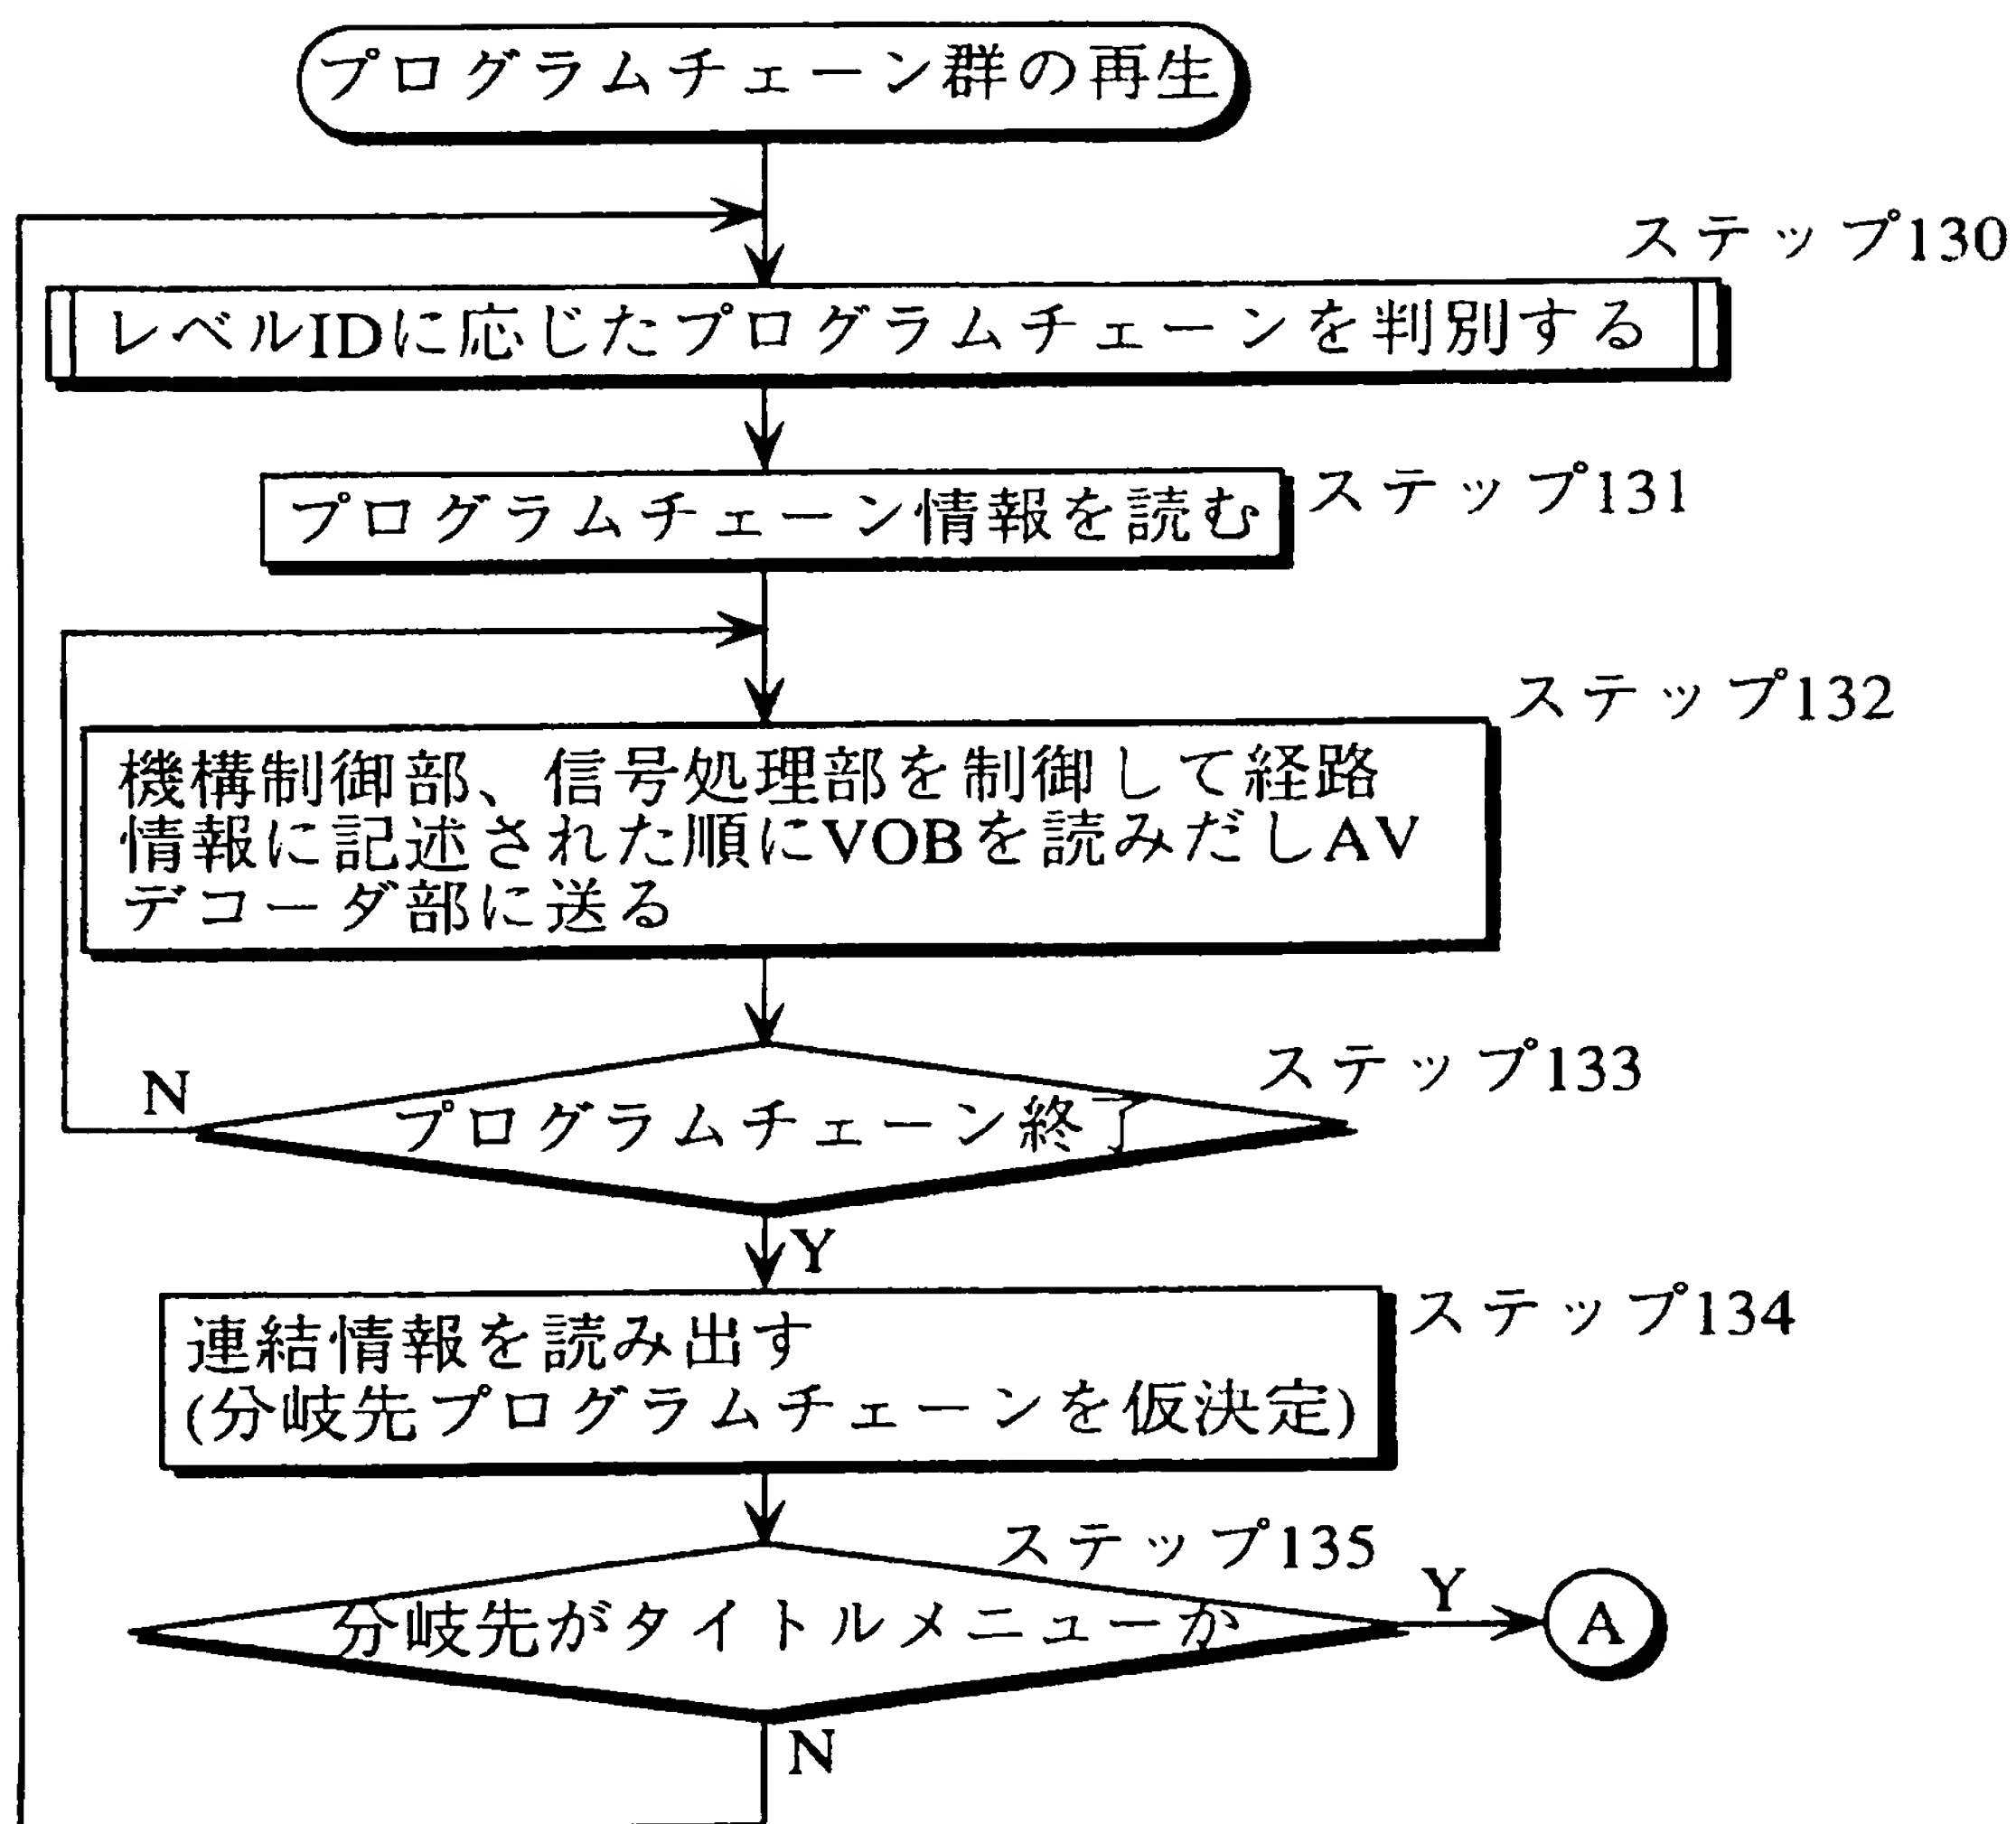 プログラムチェーン群の再生
ステップ130
レベルIDに応じたプログラムチェーンを判別する
ステップ131
プログラムチェーン情報を読む
ステップ132
機構制御部、信号処理部を制御して経路
情報に記述された順にVOBを読みだしAV
デコーダ部に送る
ステップ133
N
プログラムチェーン終了
Y
ステップ134
連結情報を読み出す
(分岐先プログラムチェーンを仮決定)
ステップ135
分岐先がタイトルメニューか
Y
A
N